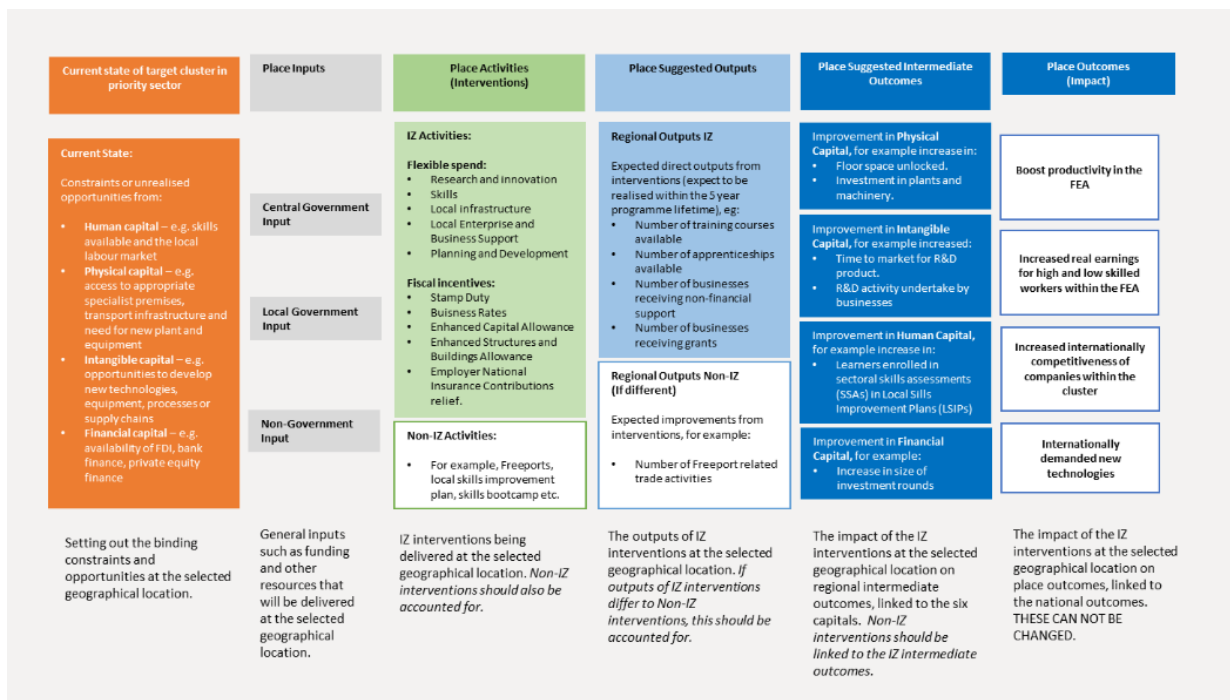 Current state of target cluster in
priority sector
Place Inputs
Place Activities
(Interventions)
Place Suggested Outputs
Place Suggested Intermediate
Outcomes
Place Outcomes
(Impact)
Current State:
Constraints or unrealised
opportunities from:
• Human capital – e.g. skills
available and the local
labour market
• Physical capital – e.g.
access to appropriate
specialist premises,
transport infrastructure and
need for new plant and
equipment
• Intangible capital – e.g.
opportunities to develop
new technologies,
equipment, processes or
supply chains
• Financial capital – e.g.
availability of FDI, bank
finance, private equity
finance
Central Government
Input
Local Government
Input
Non-Government
Input
IZ Activities:
Flexible spend:
• Research and innovation
• Skills
• Local infrastructure
• Local Enterprise and
Business Support
• Planning and Development
Fiscal incentives:
• Stamp Duty
• Buisness Rates
• Enhanced Capital Allowance
• Enhanced Structures and
Buildings Allowance
• Employer National
Insurance Contributions
relief.
Non-IZ Activities:
• For example, Freeports,
local skills improvement
plan, skills bootcamp etc.
Regional Outputs IZ
Expected direct outputs from
interventions (expect to be
realised within the 5 year
programme lifetime), eg:
• Number of training courses
available
• Number of apprenticeships
available
• Number of businesses
receiving non-financial
support
• Number of businesses
receiving grants
Regional Outputs Non-IZ
(If different)
Expected improvements from
interventions, for example:
• Number of Freeport related
trade activities
Improvement in Physical
Capital, for example increase in:
• Floor space unlocked.
• Investment in plants and
machinery.
Improvement in Intangible
Capital, for example increased:
• Time to market for R&D
product.
• R&D activity undertake by
businesses
Improvement in Human Capital,
for example increase in:
• Learners enrolled in
sectoral skills assessments
(SSAs) in Local Sills
Improvement Plans (LSIPs)
Improvement in Financial
Capital, for example:
• Increase in size of
investment rounds
Boost productivity in the
FEA
Increased real earnings
for high and low skilled
workers within the FEA
Increased internationally
competitiveness of
companies within the
cluster
Internationally
demanded new
technologies
Setting out the binding
constraints and
opportunities at the selected
geographical location.
General inputs
such as funding
and other
resources that
will be delivered
at the selected
geographical
location.
IZ interventions being
delivered at the selected
geographical location. Non-IZ
interventions should also be
accounted for.
The outputs of IZ
interventions at the selected
geographical location. If
outputs of IZ interventions
differ to Non-IZ
interventions, this should be
accounted for.
The impact of the IZ
interventions at the selected
geographical location on
regional intermediate
outcomes, linked to the six
capitals. Non-IZ
interventions should be
linked to the IZ intermediate
outcomes.
The impact of the IZ
interventions at the selected
geographical location on
place outcomes, linked to
the national outcomes.
THESE CAN NOT BE
CHANGED.